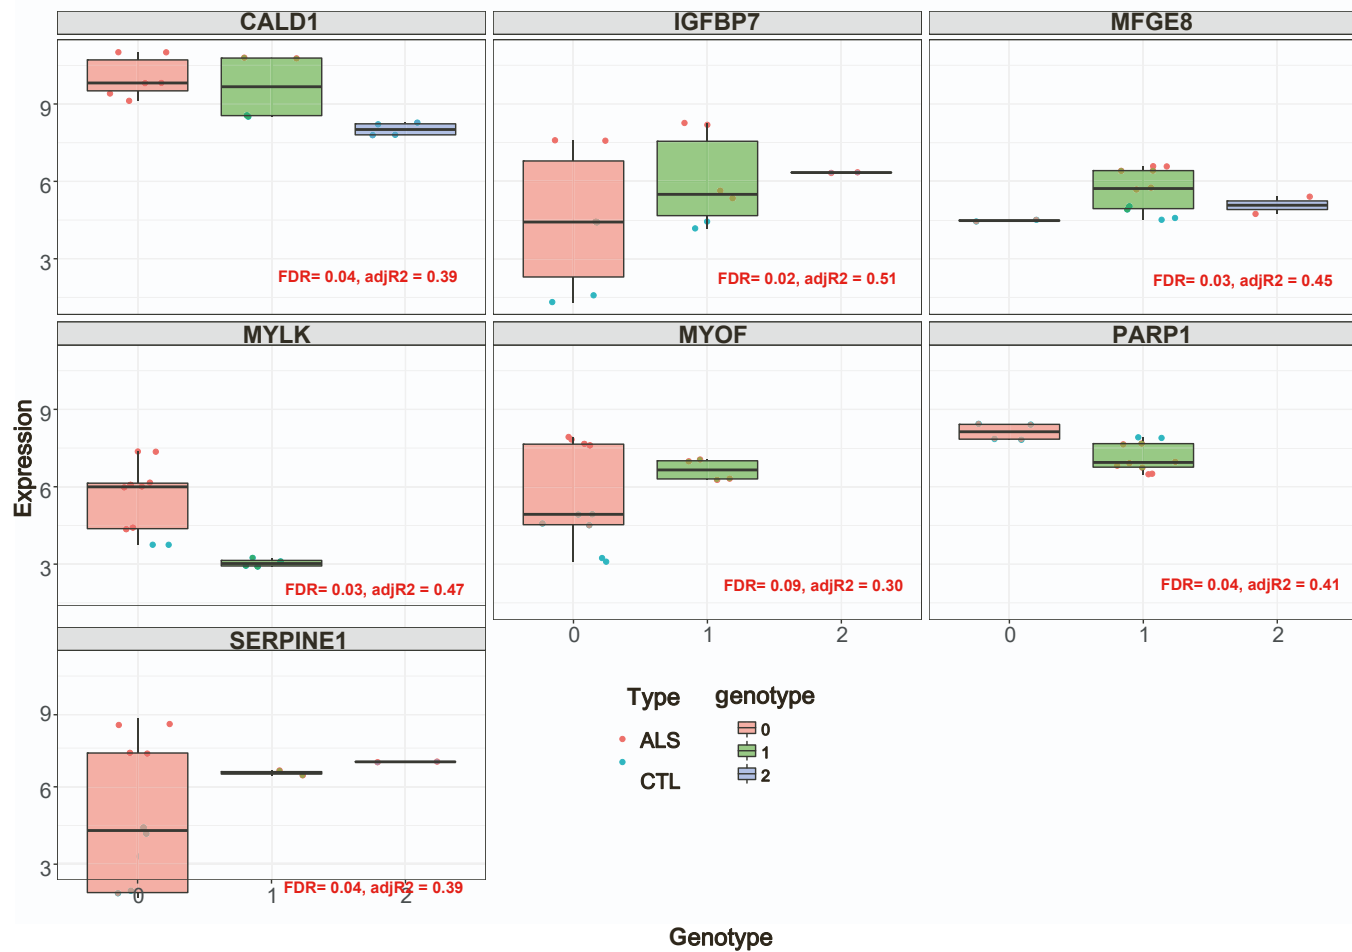 CALD1
IGFBP7
MFGE8
9
6
3
FDR= 0.04, adjR2 = 0.39
FDR= 0.02, adjR2 = 0.51
FDR= 0.03, adjR2 = 0.45
MYLK
MYOF
PARP1
Expression
9
6
3
FDR= 0.03, adjR2 = 0.47
FDR= 0.09, adjR2 = 0.30
FDR= 0.04, adjR2 = 0.41
0 1 2
0 1 2
SERPINE1
9
6
3
FDR= 0.04, adjR2 = 0.39
0 1 2
Type
ALS
CTL
genotype
0
1
2
Genotype